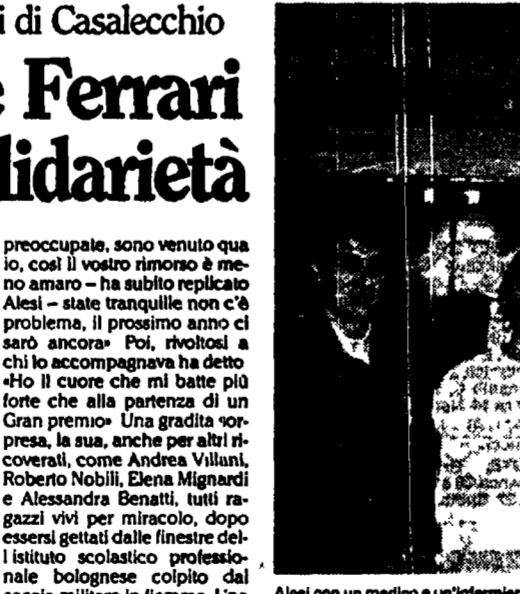 i di Casalecchio
e Ferrari
lidarietà
preoccupate, sono venuto qua
io, così il vostro rimorso è me-
no amaro – ha subito replicato
Alesi – state tranquille non c'è
problema, il prossimo anno ci
sarò ancora» Poi, rivoltosi a
chi lo accompagnava ha detto
«Ho il cuore che mi batte più
forte che alla partenza di un
Gran premio» Una gradita sor-
presa, la sua, anche per altri ri-
coverati, come Andrea Villani,
Roberto Nobili, Elena Mignardi
e Alessandra Benatti, tutti ra-
gazzi vivi per miracolo, dopo
essersi gettati dalle finestre del-
l istituto scolastico professio-
nale bolognese colpito dal
Alesi con un medico e un'infermier